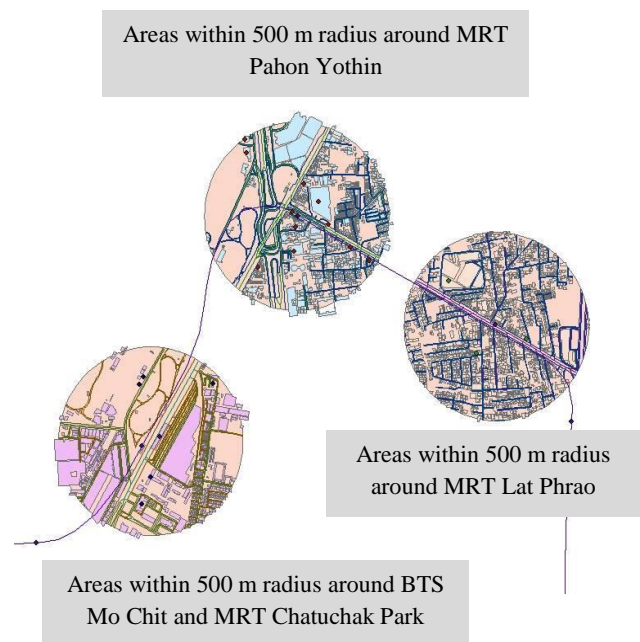 Areas within 500 m radius around MRT
Pahon Yothin
Areas within 500 m radius
around MRT Lat Phrao
Areas within 500 m radius around BTS
Mo Chit and MRT Chatuchak Park